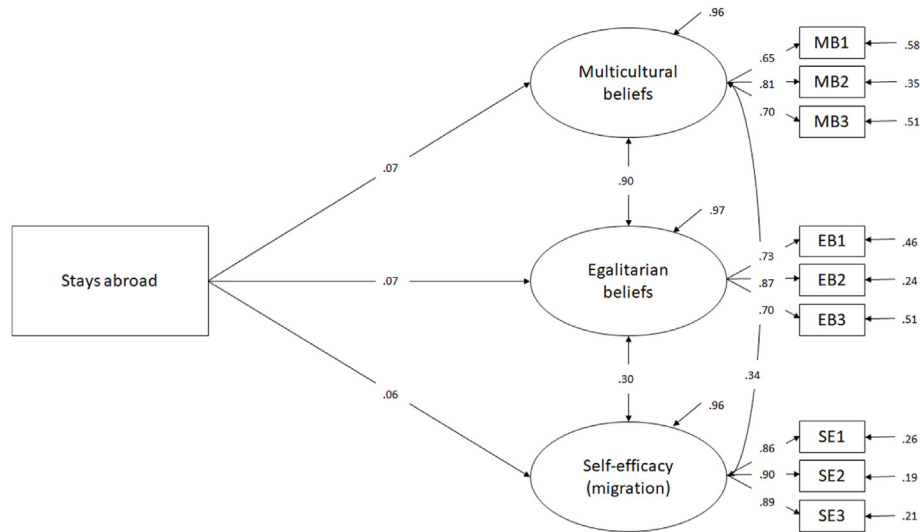 .96
MB1
.58
.65
Multicultural
beliefs
.81
MB2
.35
.70
MB3
.51
.07
.90
.97
.73
EB1
.46
Stays abroad
.07
Egalitarian
beliefs
.87
EB2
.24
.70
EB3
.51
.30
.34
.06
.96
.86
SE1
.26
Self-efficacy
(migration)
.90
SE2
.19
.89
SE3
.21